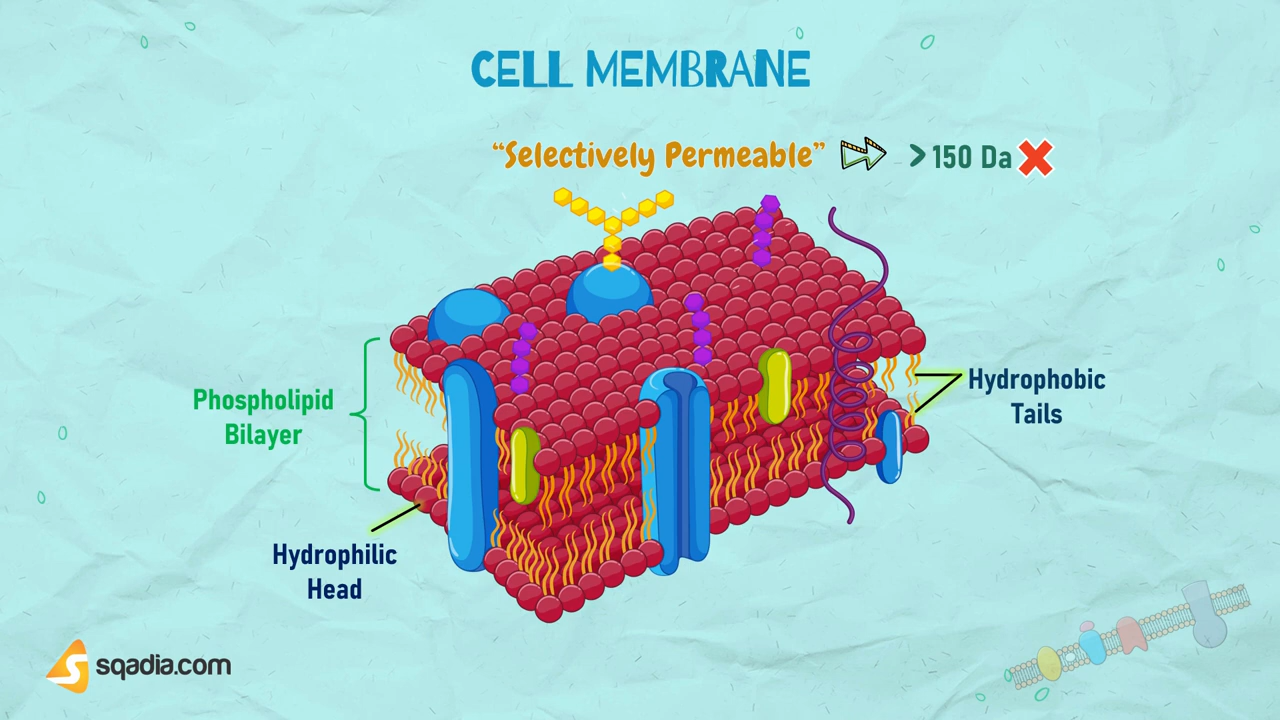 CELL MEMBRANE
“Selectively Permeable”
> 150 Da
Phospholipid
Bilayer
Hydrophobic
Tails
Hydrophilic
Head
sqadia.com